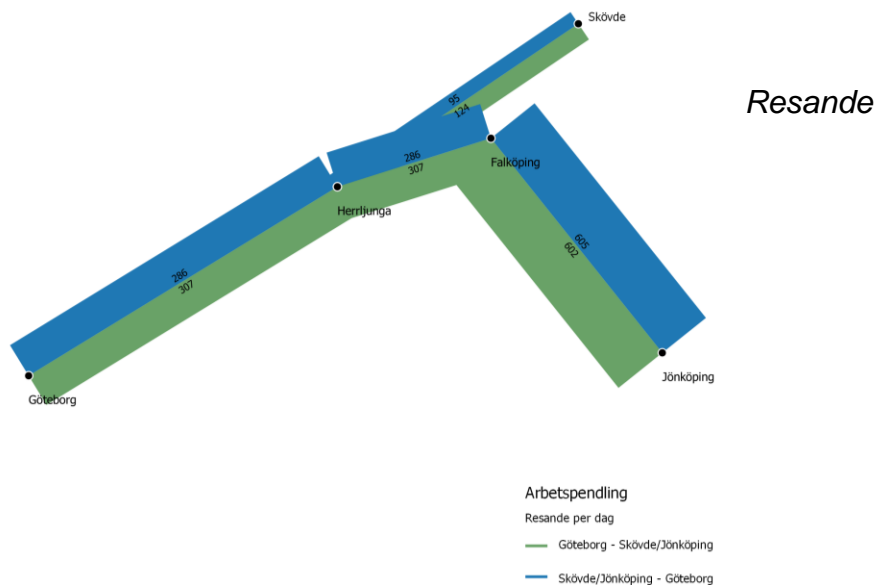 Skövde
Resande
95
124
286
307
Falköping
Herrljunga
605
602
286
307
Jönköping
Göteborg
Arbetspendling
Resande per dag
Göteborg - Skövde/Jönköping
Skövde/Jönköping - Göteborg